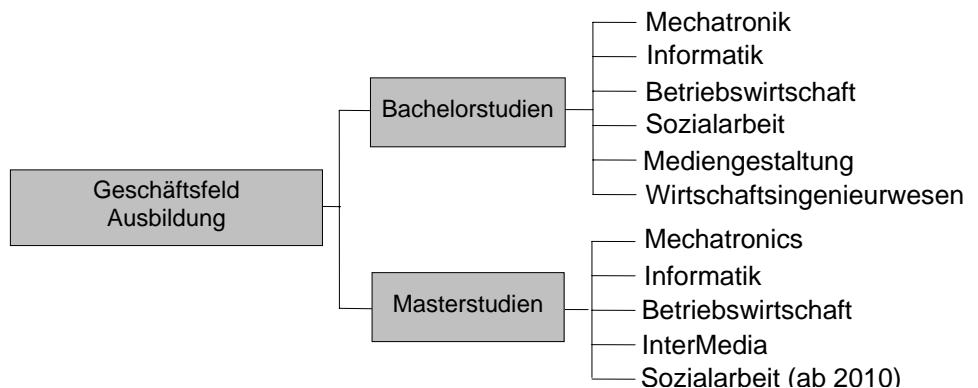 Geschäftsfeld
Ausbildung
Bachelorstudien
Mechatronik
Informatik
Betriebswirtschaft
Sozialarbeit
Mediengestaltung
Wirtschaftsingenieurwesen
Masterstudien
Mechatronics
Informatik
Betriebswirtschaft
InterMedia
Sozialarbeit (ab 2010)